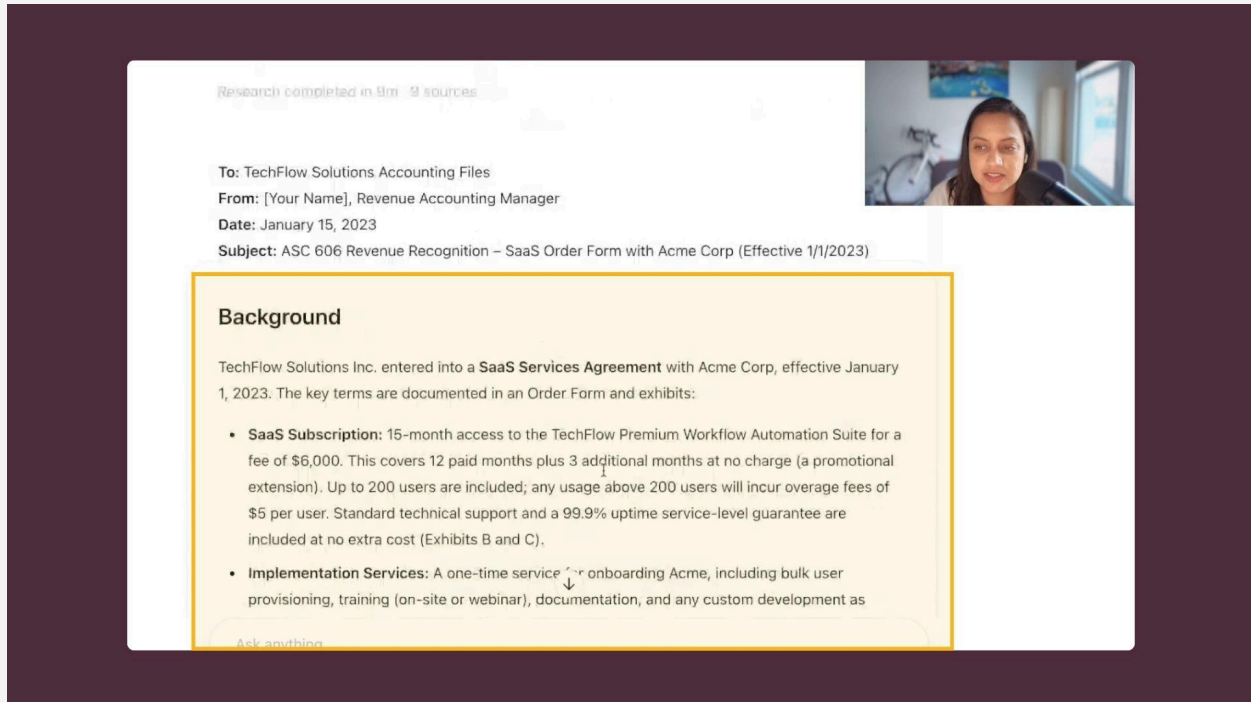 Research completed in 9m 9 sources
To: TechFlow Solutions Accounting Files
From: [Your Name], Revenue Accounting Manager
Date: January 15, 2023
Subject: ASC 606 Revenue Recognition – SaaS Order Form with Acme Corp (Effective 1/1/2023)
Background
TechFlow Solutions Inc. entered into a SaaS Services Agreement with Acme Corp, effective January
1, 2023. The key terms are documented in an Order Form and exhibits:
• SaaS Subscription: 15-month access to the TechFlow Premium Workflow Automation Suite for a
fee of $6,000. This covers 12 paid months plus 3 additional months at no charge (a promotional
extension). Up to 200 users are included; any usage above 200 users will incur overage fees of
$5 per user. Standard technical support and a 99.9% uptime service-level guarantee are
included at no extra cost (Exhibits B and C).
• Implementation Services: A one-time service for onboarding Acme, including bulk user
provisioning, training (on-site or webinar), documentation, and any custom development as
Ask anything